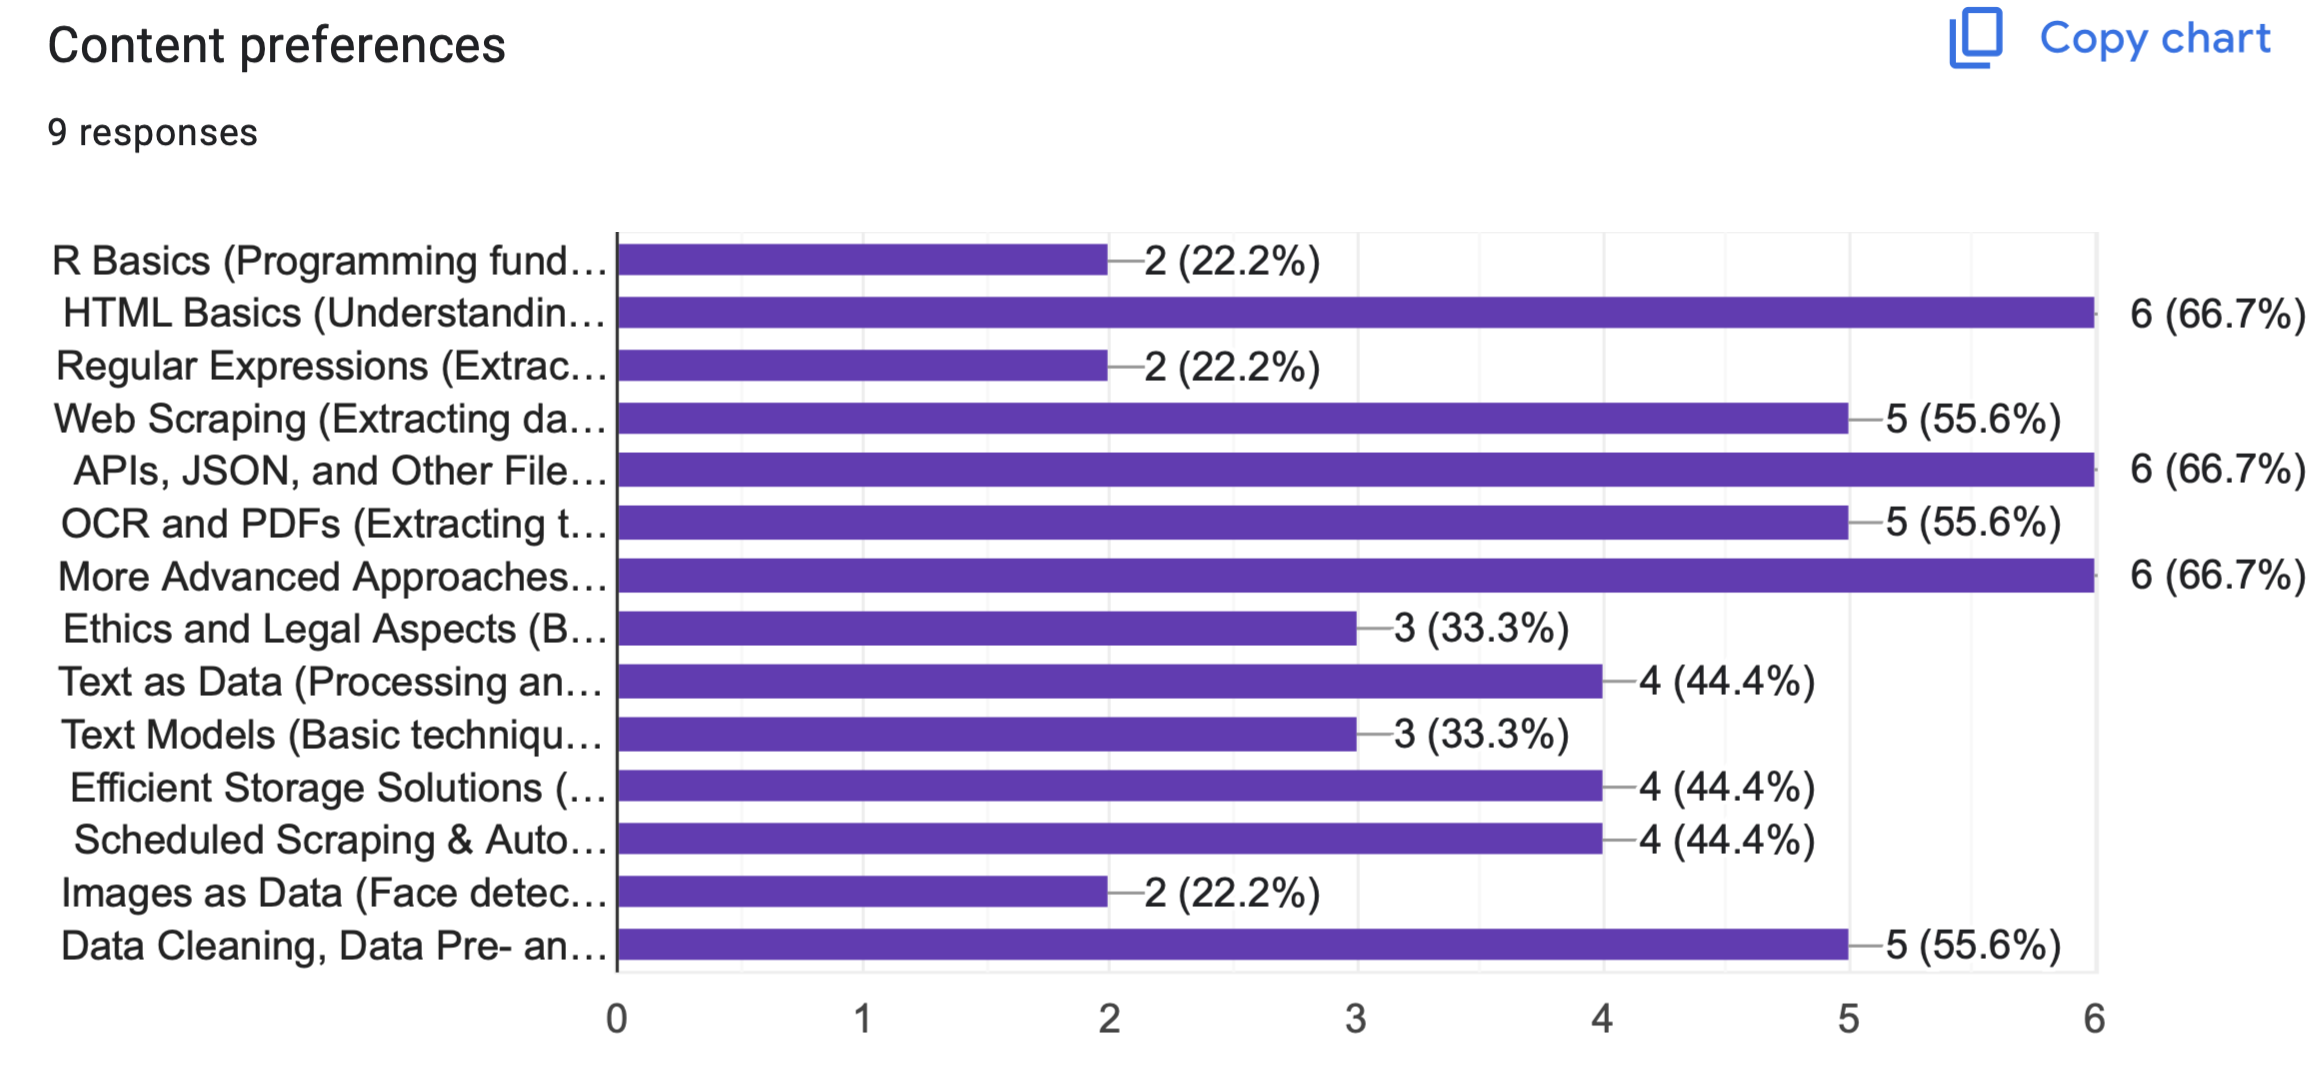 Content preferences
Copy chart
9 responses
R Basics (Programming fund... 2 (22.2%)
HTML Basics (Understandin... 6 (66.7%)
Regular Expressions (Extrac... 2 (22.2%)
Web Scraping (Extracting da... 5 (55.6%)
APIs, JSON, and Other File... 6 (66.7%)
OCR and PDFs (Extracting t... 5 (55.6%)
More Advanced Approaches... 6 (66.7%)
Ethics and Legal Aspects (B... 3 (33.3%)
Text as Data (Processing an... 4 (44.4%)
Text Models (Basic techniqu... 3 (33.3%)
Efficient Storage Solutions (... 4 (44.4%)
Scheduled Scraping & Auto... 4 (44.4%)
Images as Data (Face detec... 2 (22.2%)
Data Cleaning, Data Pre- an... 5 (55.6%)
0 1 2 3 4 5 6